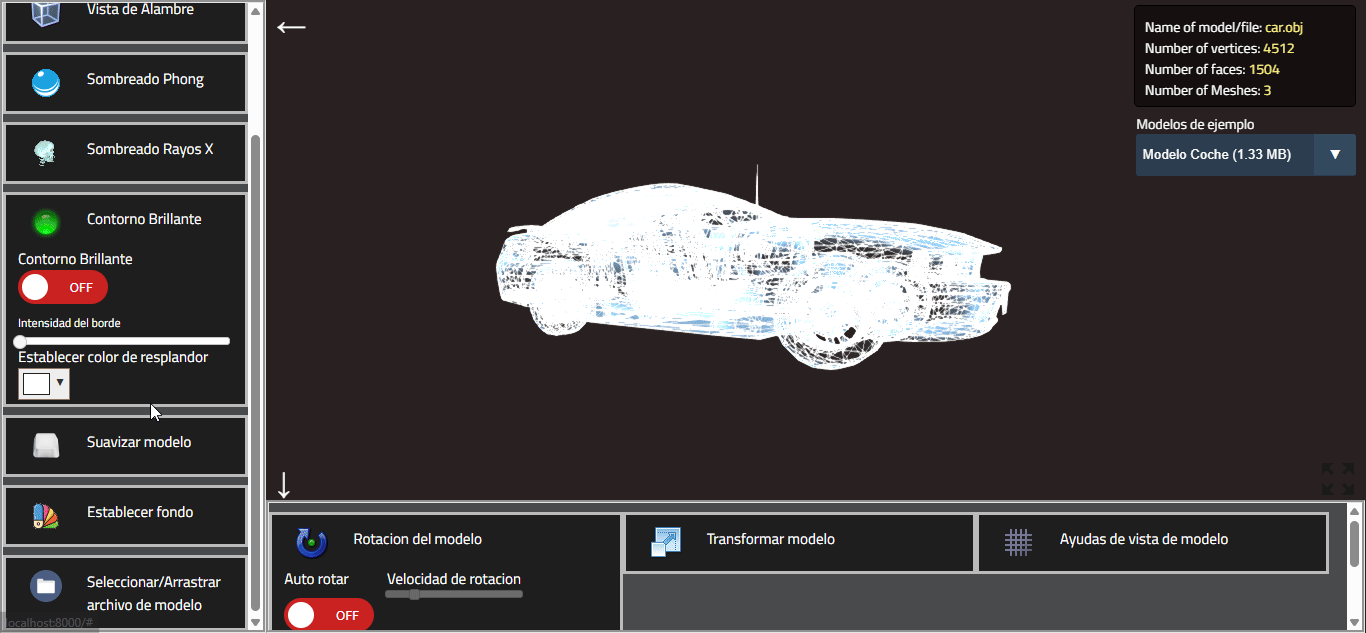 Vista de Alambre
Sombreado Phong
Sombreado Rayos X
Contorno Brillante
Contorno Brillante
OFF
Intensidad del borde
Establecer color de resplandor
Suavizar modelo
Establecer fondo
Seleccionar/Arrastrar
archivo de modelo
localhost:8000/#
Name of model/file: car.obj
Number of vertices: 4512
Number of faces: 1504
Number of Meshes: 3
Modelos de ejemplo
Modelo Coche (1.33 MB)
Rotacion del modelo
Auto rotar
Velocidad de rotacion
OFF
Transformar modelo
Ayudas de vista de modelo